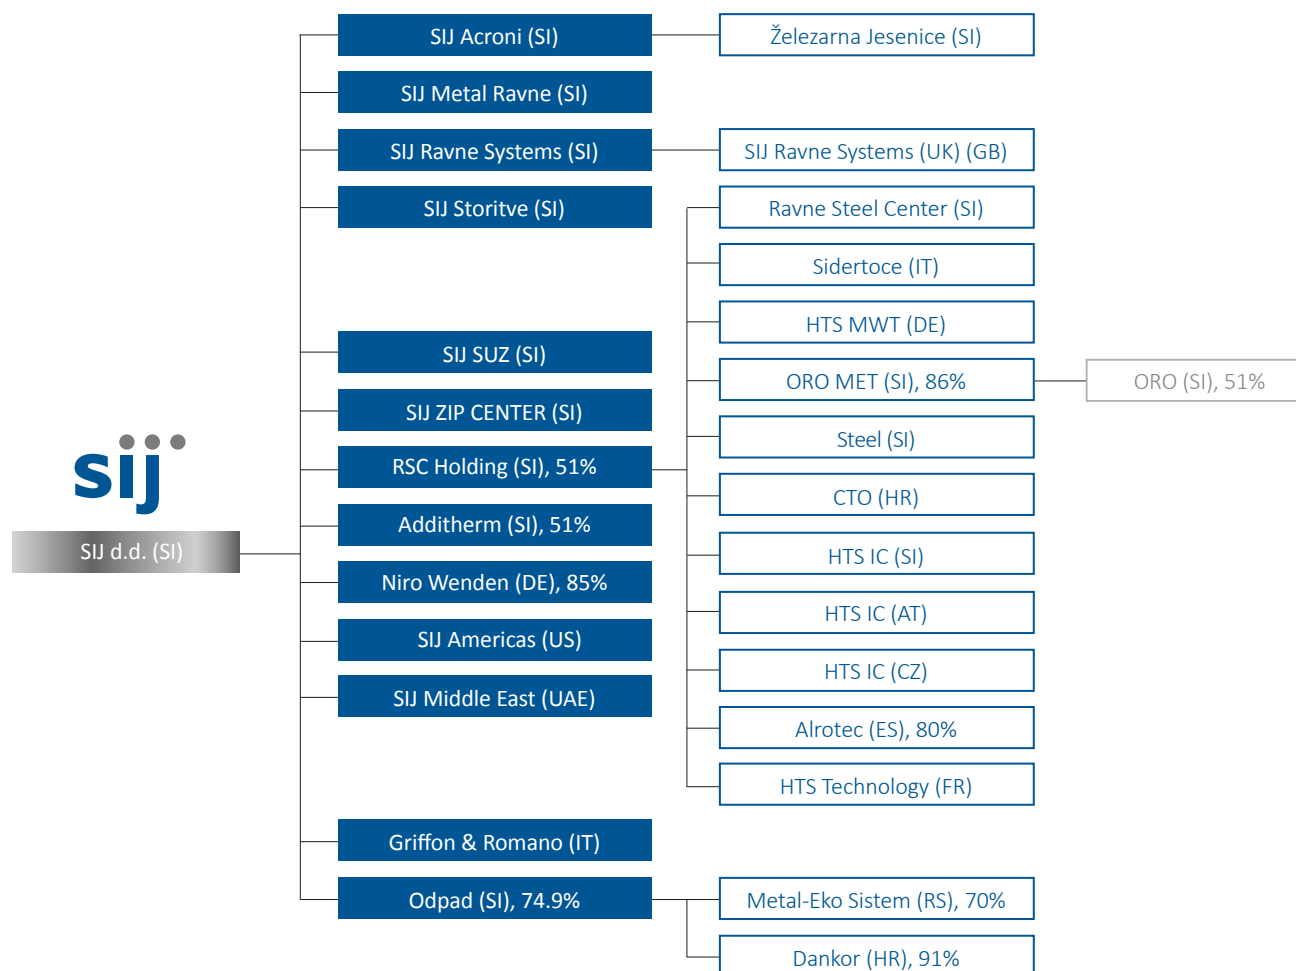 SIJ Acroni (SI)
Železarna Jesenice (SI)
SIJ Metal Ravne (SI)
SIJ Ravne Systems (SI)
SIJ Ravne Systems (UK) (GB)
SIJ Storitve (SI)
Ravne Steel Center (SI)
Sidertoce (IT)
HTS MWT (DE)
SIJ SUZ (SI)
ORO MET (SI), 86%
ORO (SI), 51%
SIJ ZIP CENTER (SI)
Steel (SI)
sij
RSC Holding (SI), 51%
CTO (HR)
Additherm (SI), 51%
SIJ d.d. (SI)
HTS IC (SI)
Niro Wenden (DE), 85%
HTS IC (AT)
SIJ Americas (US)
HTS IC (CZ)
SIJ Middle East (UAE)
Alrotec (ES), 80%
HTS Technology (FR)
Griffon & Romano (IT)
Odpad (SI), 74.9%
Metal-Eko Sistem (RS), 70%
Dankor (HR), 91%